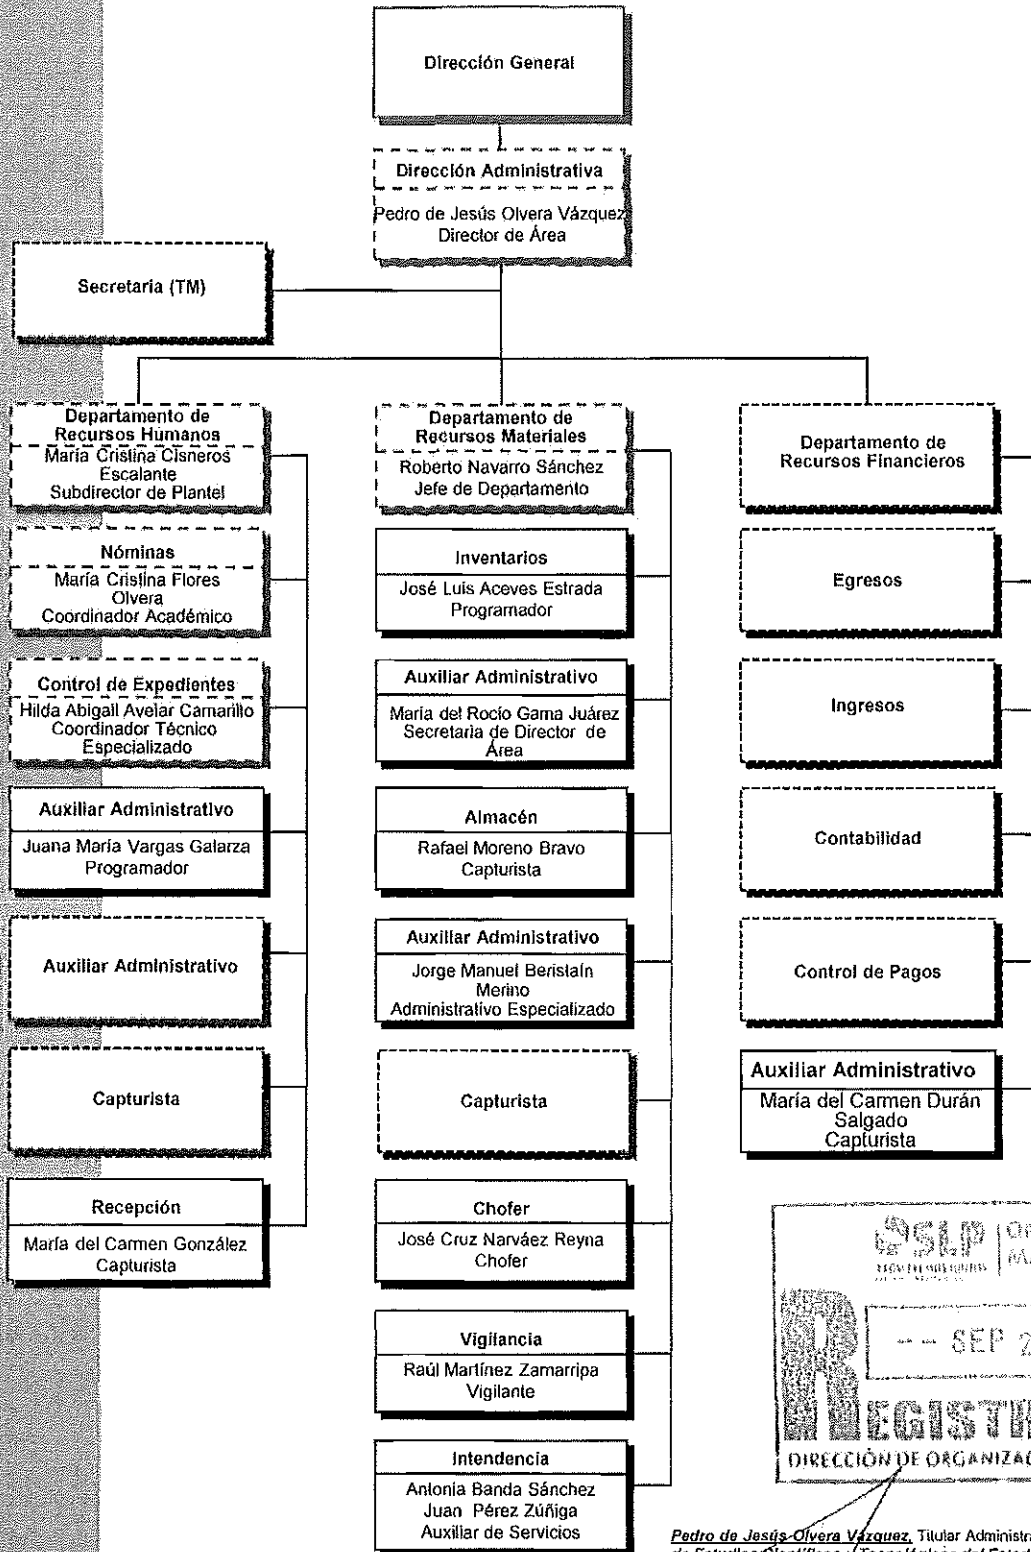 Dirección General
Dirección Administrativa
Pedro de Jesús Olvera Vázquez
Director de Área
Secretaria (TM)
Departamento de
Recursos Humanos
María Cristina Cisneros
Escalante
Subdirector de Plantel
Nóminas
María Cristina Flores
Olvera
Coordinador Académico
Control de Expedientes
Hilda Abigail Avelar Camarillo
Coordinador Técnico
Especializado
Auxiliar Administrativo
Juana María Vargas Galarza
Programador
Auxiliar Administrativo
Capturista
Recepción
María del Carmen González
Capturista
Departamento de
Recursos Materiales
Roberto Navarro Sánchez
Jefe de Departamento
Inventarios
José Luis Aceves Estrada
Programador
Auxiliar Administrativo
María del Rocío Gama Juárez
Secretaria de Director de
Área
Almacén
Rafael Moreno Bravo
Capturista
Auxiliar Administrativo
Jorge Manuel Beristaín
Merino
Administrativo Especializado
Capturista
Chofer
José Cruz Narváez Reyna
Chofer
Vigilancia
Raúl Martínez Zamarripa
Vigilante
Intendencia
Antonia Banda Sánchez
Juan Pérez Zúñiga
Auxiliar de Servicios
Departamento de
Recursos Financieros
Egresos
Ingresos
Contabilidad
Control de Pagos
Auxiliar Administrativo
María del Carmen Durán
Salgado
Capturista
SLP
-- SEP 2
REGISTR
DIRECCIÓN DE ORGANIZAC
Pedro de Jesús Olvera Vázquez, Titular Administra